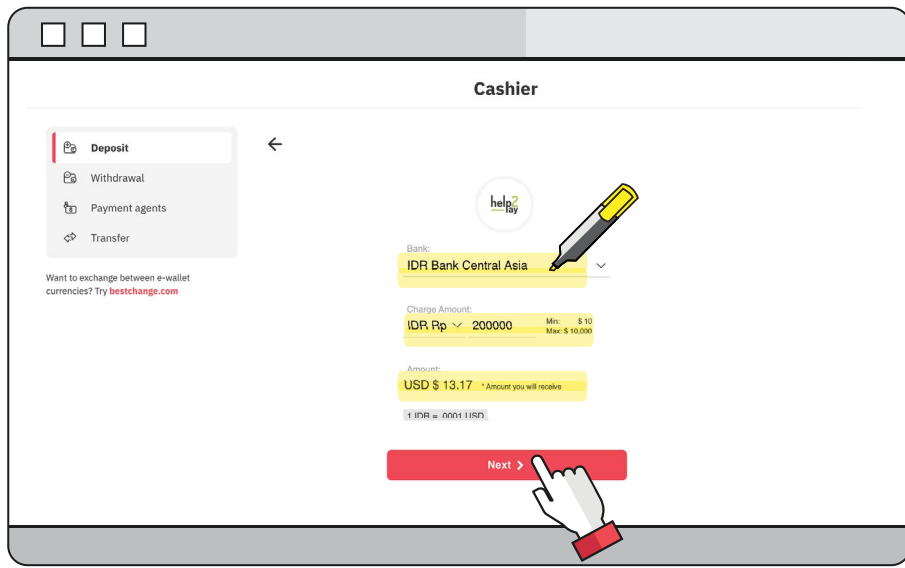 Cashier
Deposit
Withdrawal
Payment agents
Transfer
Want to exchange between e-wallet
currencies? Try bestchange.com
help2
Pay
Bank:
IDR Bank Central Asia
Charge Amount:
IDR Rp 200000
Min: $ 10
Max: $ 10,000
Amount:
USD $ 13.17 * Amount you will receive
1 IDR = .0001 USD
Next